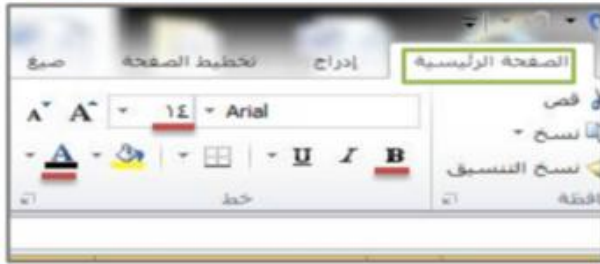 الصفحة الرئيسية إدراج تخطيط الصفحة صيغ
قص
Arial ١٤ A A
نسخ
B I U A
نسخ التنسيق
خط